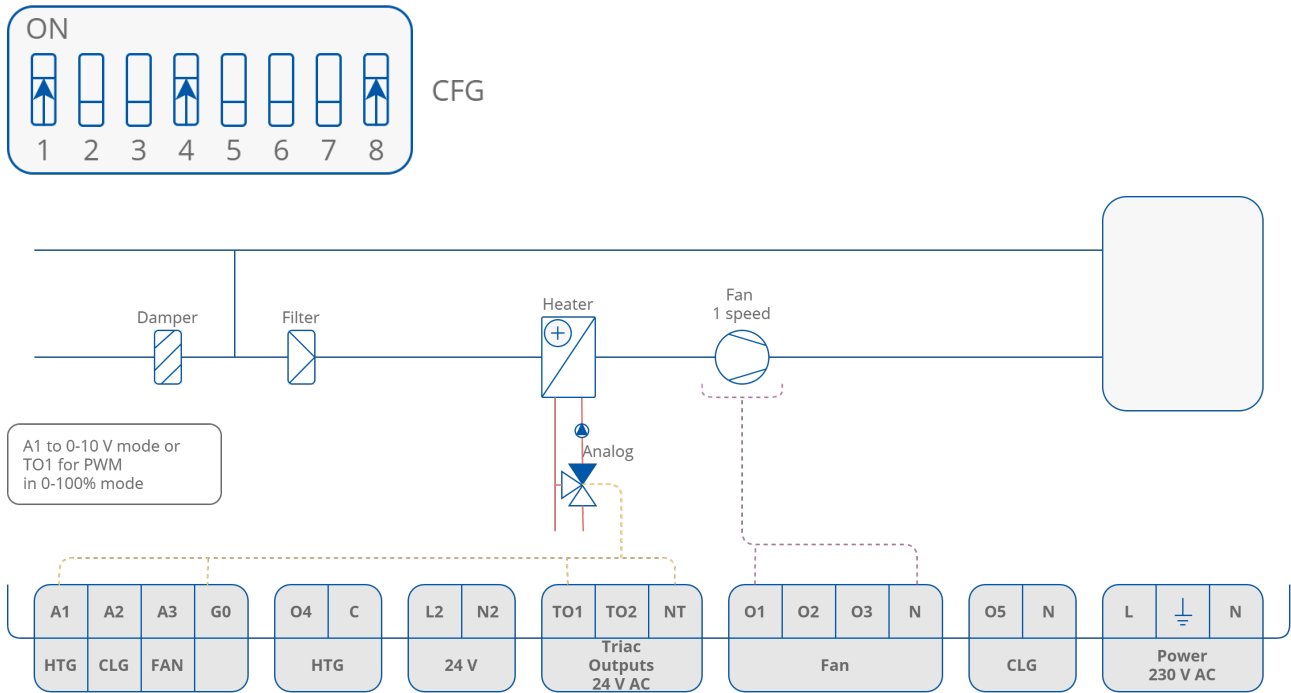 ON
1 2 3 4 5 6 7 8
CFG
Damper
Filter
Heater
Fan
1 speed
A1 to 0-10 V mode or
TO1 for PWM
in 0-100% mode
Analog
A1 A2 A3 G0
HTG CLG FAN
O4 C
HTG
L2 N2
24 V
TO1 TO2 NT
Triac
Outputs
24 V AC
O1 O2 O3 N
Fan
O5 N
CLG
L N
Power
230 V AC